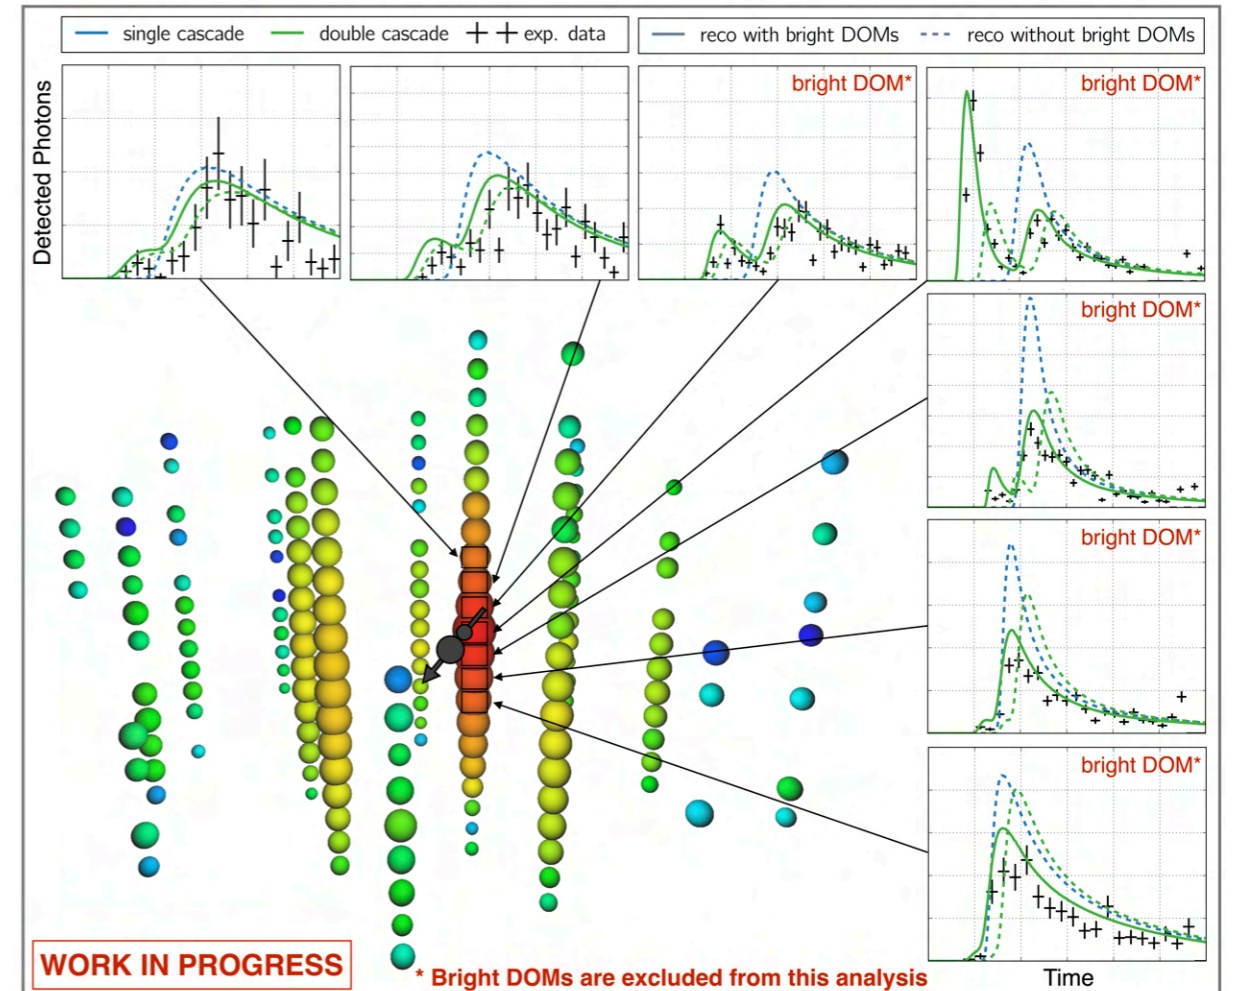 single cascade double cascade exp. data
reco with bright DOMs reco without bright DOMs
Detected Photons
bright DOM*
bright DOM*
bright DOM*
bright DOM*
bright DOM*
WORK IN PROGRESS
* Bright DOMs are excluded from this analysis
Time